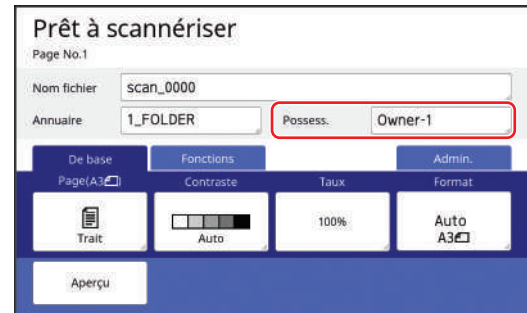 Prêt à scannériser
Page No.1
Nom fichier scan_0000
Annuaire 1_FOLDER Possess. Owner-1
De base Fonctions Admin.
Page(A3) Contraste Taux Format
Trait Auto 100% Auto
A3
Aperçu